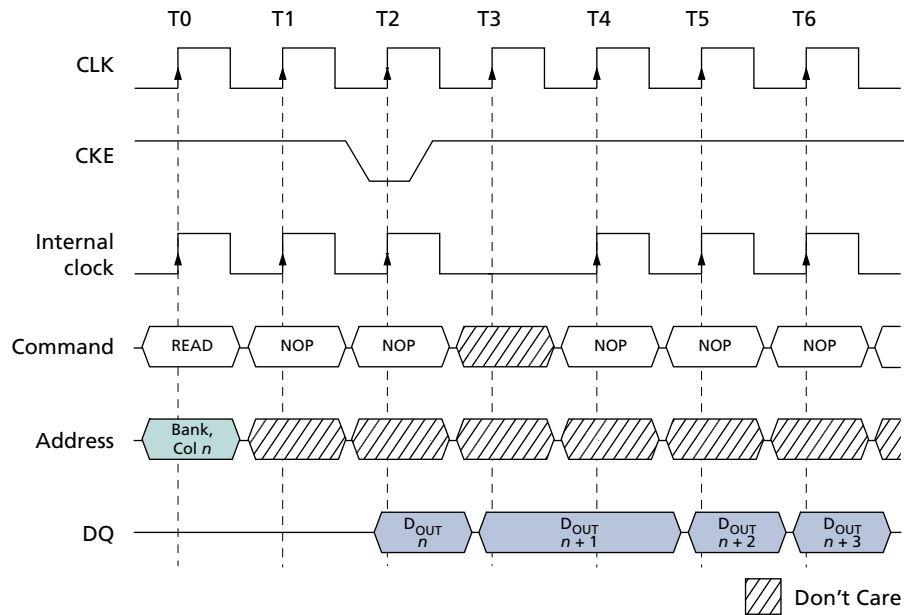 T0 T1 T2 T3 T4 T5 T6
CLK
CKE
Internal
clock
Command READ NOP NOP NOP NOP NOP
Address Bank,
Col n
DQ DOUT n DOUT n + 1 DOUT n + 2 DOUT n + 3
Don't Care